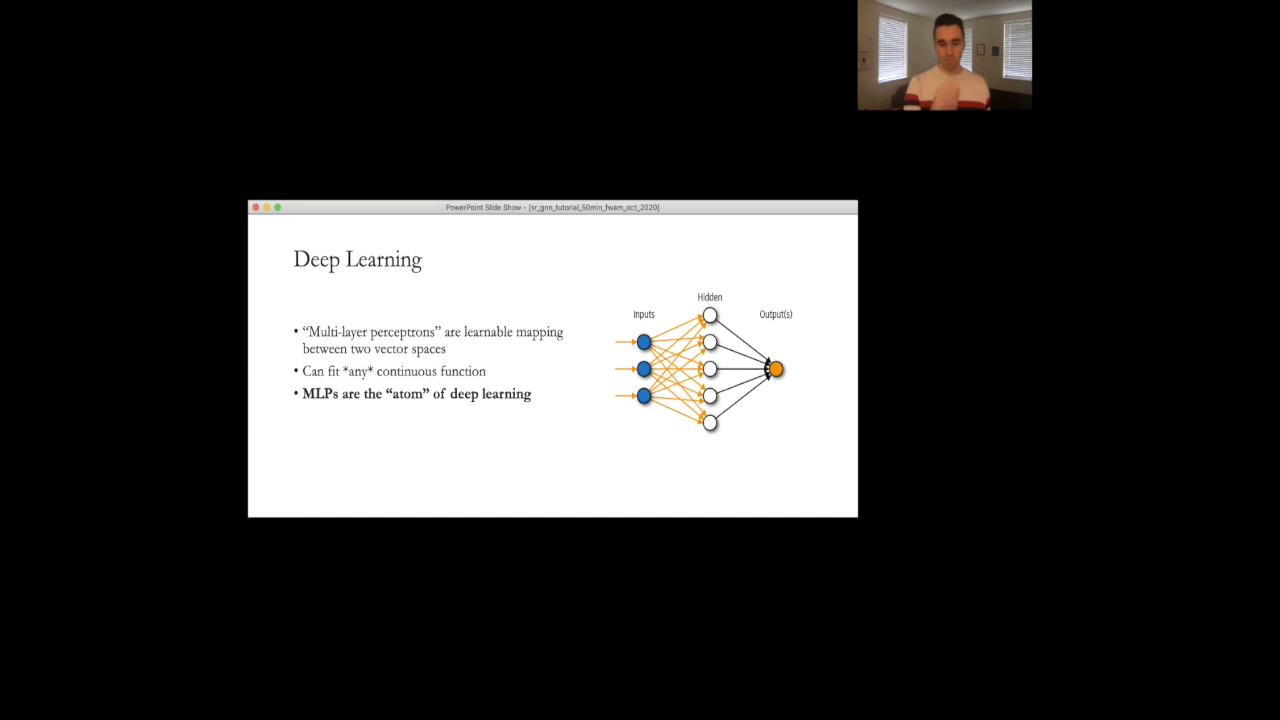 PowerPoint Slide Show - [sr_gnn_tutorial_50min_fwam_oct_2020]
Deep Learning
• “Multi-layer perceptrons” are learnable mapping
between two vector spaces
• Can fit *any* continuous function
• MLPs are the “atom” of deep learning
Hidden
Inputs
Output(s)